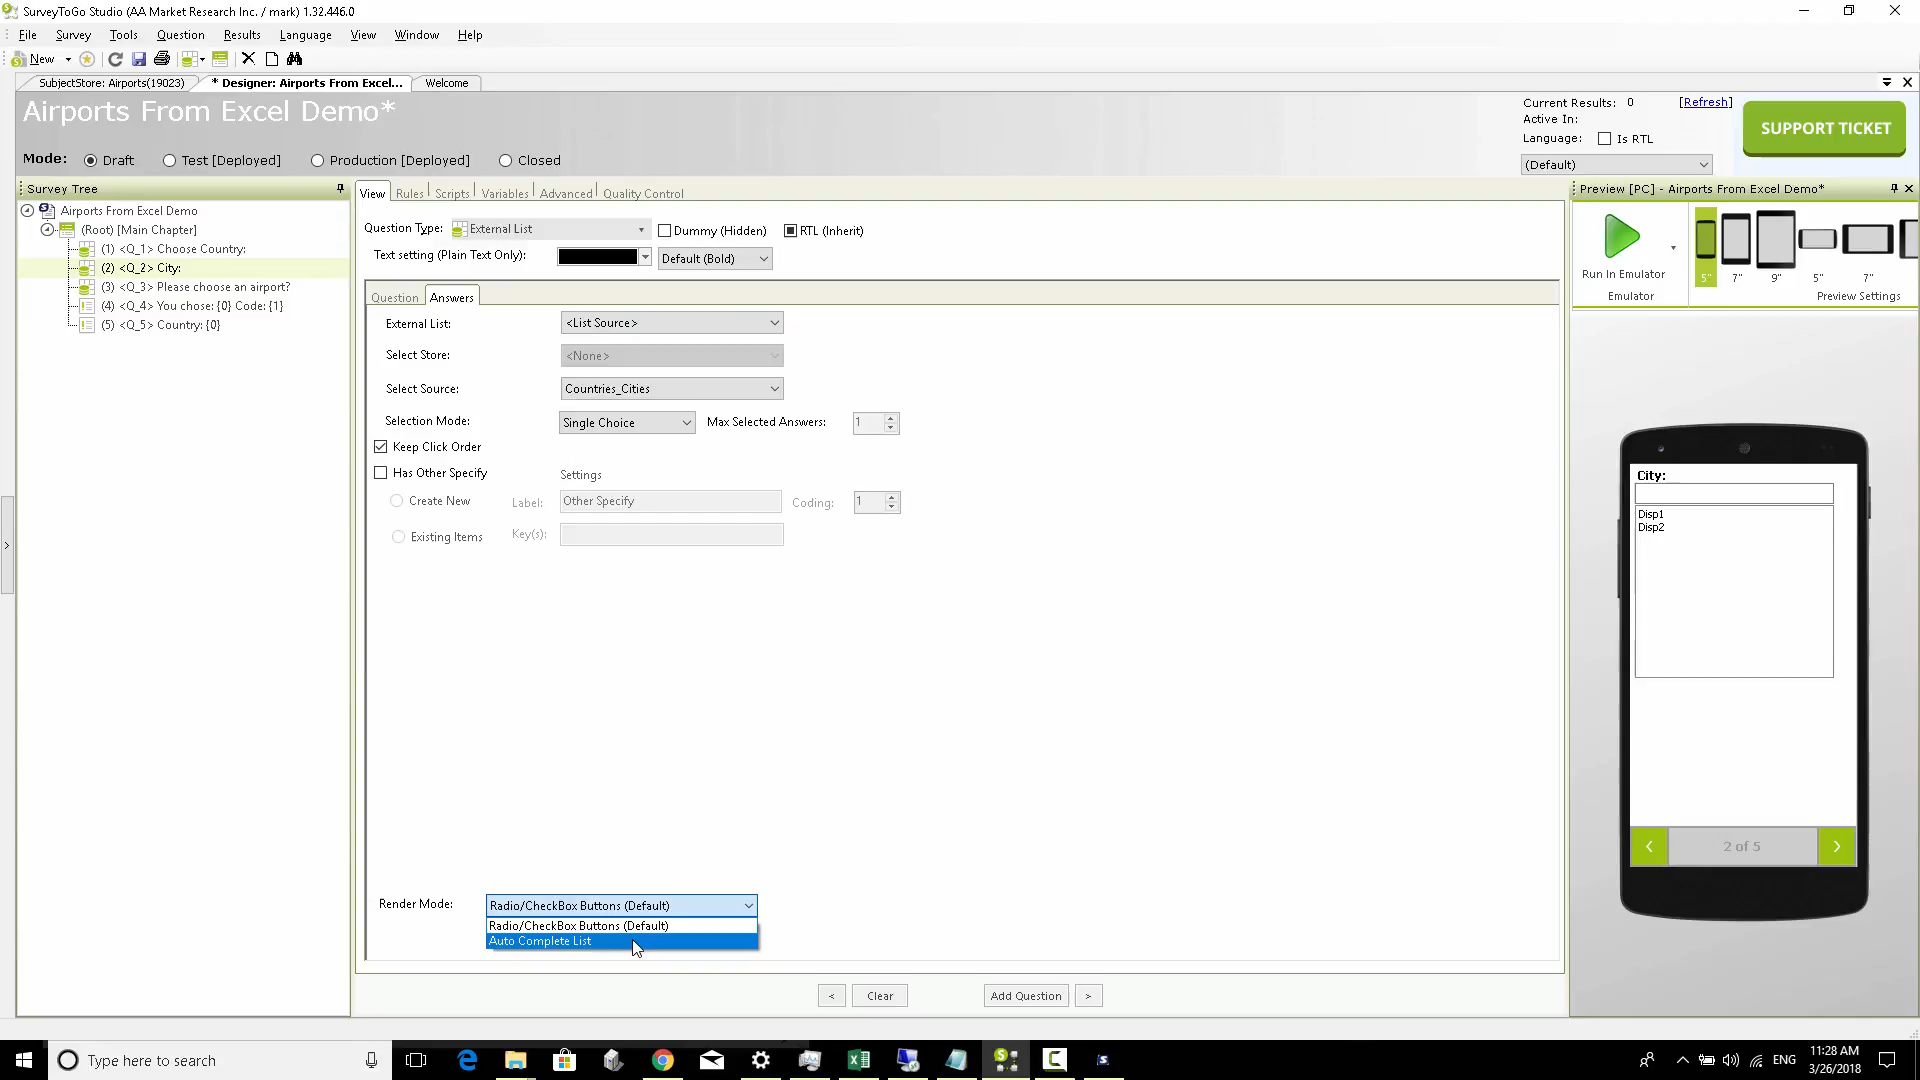 SurveyToGo Studio (AA Market Research Inc. / mark) 1.32.446.0
File Survey Tools Question Results Language View Window Help
New
SubjectStore: Airports(19023) * Designer: Airports From Excel... Welcome
Airports From Excel Demo*
Current Results: 0 [Refresh]
Active In:
Language: Is RTL
(Default)
SUPPORT TICKET
Mode: Draft Test [Deployed] Production [Deployed] Closed
Survey Tree
Airports From Excel Demo
(Root) [Main Chapter]
(1) <Q_1> Choose Country:
(2) <Q_2> City:
(3) <Q_3> Please choose an airport?
(4) <Q_4> You chose: {0} Code: {1}
(5) <Q_5> Country: {0}
View Rules Scripts Variables Advanced Quality Control
Question Type: External List Dummy (Hidden) RTL (Inherit)
Text setting (Plain Text Only): Default (Bold)
Question Answers
External List: <List Source>
Select Store: <None>
Select Source: Countries_Cities
Selection Mode: Single Choice Max Selected Answers: 1
Keep Click Order
Has Other Specify Settings
Create New Label: Other Specify Coding: 1
Existing Items Key(s):
Render Mode: Radio/CheckBox Buttons (Default)
Radio/CheckBox Buttons (Default)
Auto Complete List
< Clear Add Question >
Preview [PC] - Airports From Excel Demo*
Run In Emulator
Emulator
5" 7" 9" 5" 7"
Preview Settings
City:
Disp1
Disp2
2 of 5
Type here to search
ENG
11:28 AM
3/26/2018